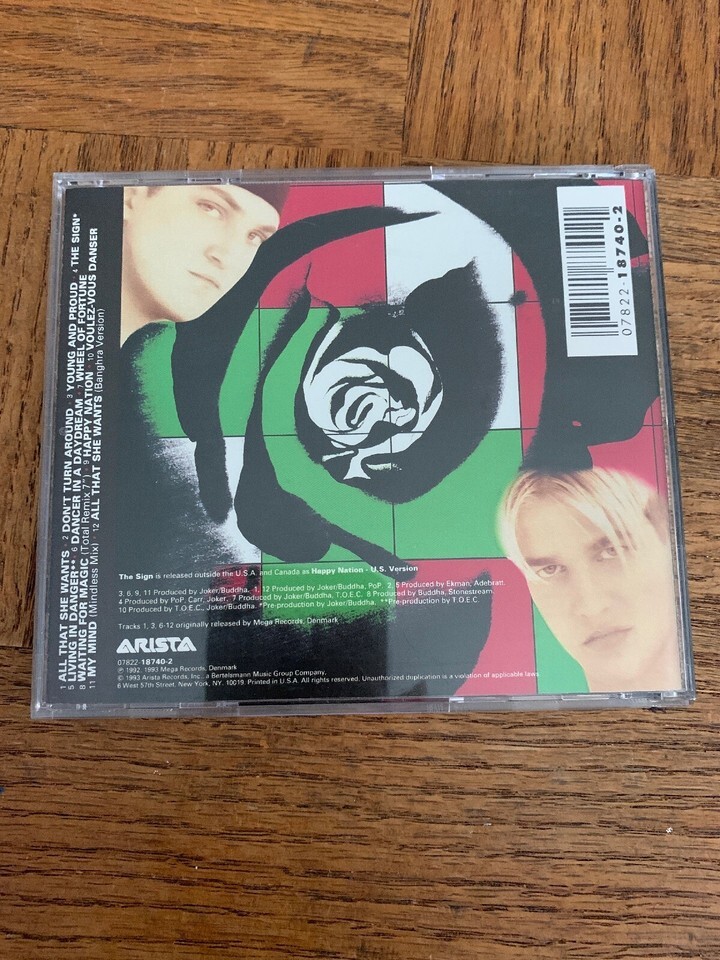 1 ALL THAT SHE WANTS · 2 DON'T TURN AROUND · 3 YOUNG AND PROUD · 4 THE SIGN*
5 LIVING IN DANGER** · 6 DANCER IN A DAYDREAM · 7 WHEEL OF FORTUNE
8 WAITING FOR MAGIC (Total Remix 7") · 9 HAPPY NATION · 10 VOULEZ-VOUS DANSER
11 MY MIND (Mindless Mix) · 12 ALL THAT SHE WANTS (Banghra Version)
07822-18740-2
The Sign is released outside the U.S.A. and Canada as Happy Nation - U.S. Version
3, 6, 9, 11 Produced by Joker/Buddha. 1, 12 Produced by Joker/Buddha, PoP. 2, 5 Produced by Ekman, Adebratt.
4 Produced by PoP, Carr, Joker. 7 Produced by Joker/Buddha, T.O.E.C. 8 Produced by Buddha, Stonestream.
10 Produced by T.O.E.C., Joker/Buddha. *Pre-production by Joker/Buddha. **Pre-production by T.O.E.C.
Tracks 1, 3, 6-12 originally released by Mega Records, Denmark
ARISTA
07822-18740-2
℗ 1992, 1993 Mega Records, Denmark
© 1993 Arista Records, Inc., a Bertelsmann Music Group Company.
6 West 57th Street, New York, NY. 10019. Printed in U.S.A. All rights reserved. Unauthorized duplication is a violation of applicable laws.